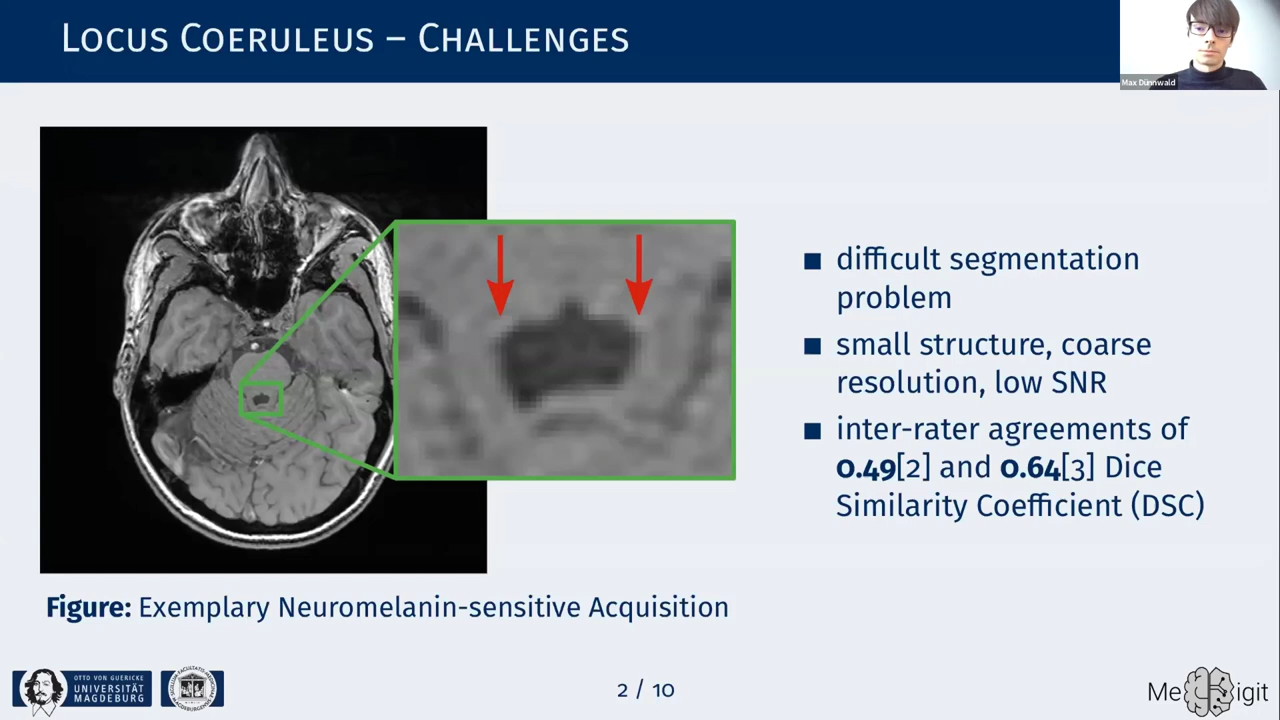 Locus Coeruleus – Challenges
Max Dünnwald
■ difficult segmentation
problem
■ small structure, coarse
resolution, low SNR
■ inter-rater agreements of
0.49[2] and 0.64[3] Dice
Similarity Coefficient (DSC)
Figure: Exemplary Neuromelanin-sensitive Acquisition
OTTO VON GUERICKE
UNIVERSITÄT
MAGDEBURG
2 / 10
Me igit